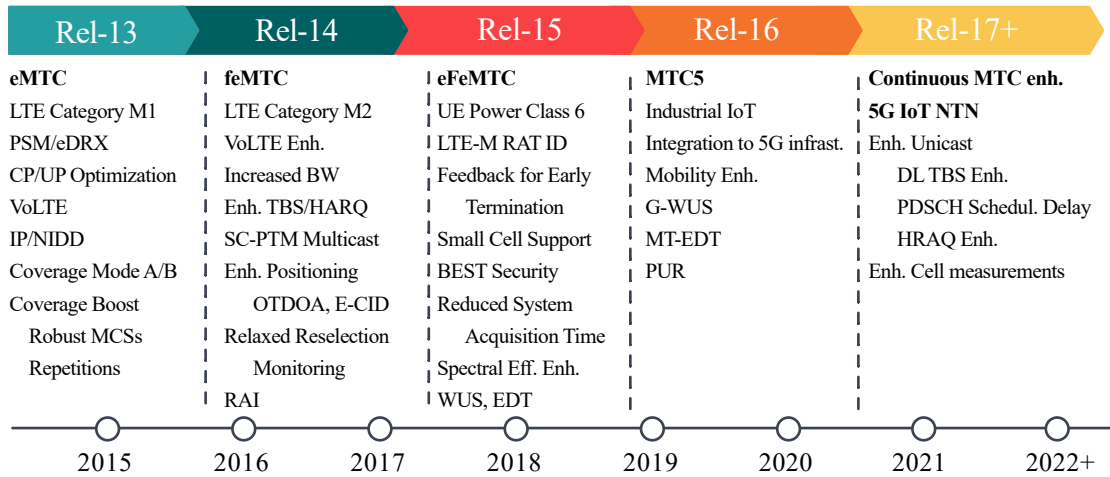 Rel-13
Rel-14
Rel-15
Rel-16
Rel-17+
eMTC
LTE Category M1
PSM/eDRX
CP/UP Optimization
VoLTE
IP/NIDD
Coverage Mode A/B
Coverage Boost
Robust MCSs
Repetitions
feMTC
LTE Category M2
VoLTE Enh.
Increased BW
Enh. TBS/HARQ
SC-PTM Multicast
Enh. Positioning
OTDOA, E-CID
Relaxed Reselection
Monitoring
RAI
eFeMTC
UE Power Class 6
LTE-M RAT ID
Feedback for Early
Termination
Small Cell Support
BEST Security
Reduced System
Acquisition Time
Spectral Eff. Enh.
WUS, EDT
MTC5
Industrial IoT
Integration to 5G infrast.
Mobility Enh.
G-WUS
MT-EDT
PUR
Continuous MTC enh.
5G IoT NTN
Enh. Unicast
DL TBS Enh.
PDSCH Schedul. Delay
HRAQ Enh.
Enh. Cell measurements
2015
2016
2017
2018
2019
2020
2021
2022+